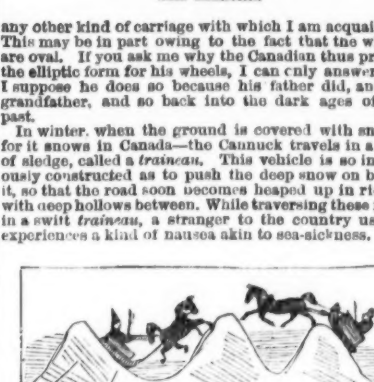 any other kind of carriage with which I am acquai
This may be in part owing to the fact that tne w
are oval. If you ask me why the Canadian thus pr
the elliptic form for his wheels, I can cnly answer
I suppose he does so because his father did, an
grandfather, and so back into the dark ages of
past.
In winter. when the ground is covered with sn
for it snows in Canada—the Cannuck travels in a
of sledge, called a traineau. This vehicle is so in
ously constructed as to push the deep snow on b
it, so that the road soon becomes heaped up in ri
with deep hollows between. While traversing these
in a swift traineau, a stranger to the country us
experiences a kind of nausea akin to sea-sickness.